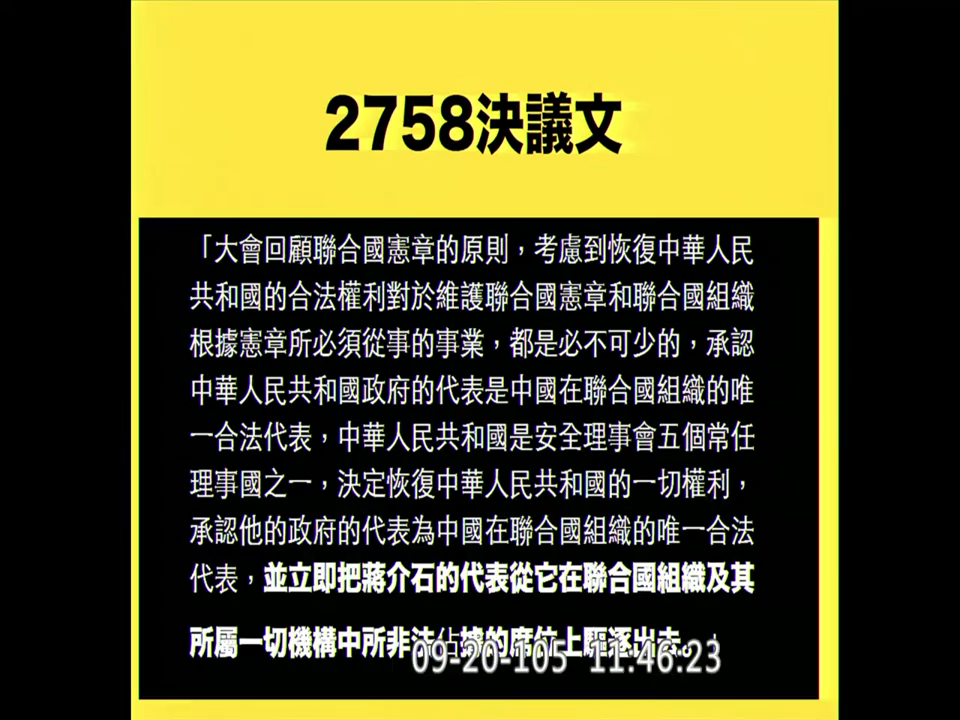 2758決議文
「大會回顧聯合國憲章的原則，考慮到恢復中華人民
共和國的合法權利對於維護聯合國憲章和聯合國組織
根據憲章所必須從事的事業，都是必不可少的，承認
中華人民共和國政府的代表是中國在聯合國組織的唯
一合法代表，中華人民共和國是安全理事會五個常任
理事國之一，決定恢復中華人民共和國的一切權利，
承認他的政府的代表為中國在聯合國組織的唯一合法
代表，並立即把蔣介石的代表從它在聯合國組織及其
所屬一切機構中所非法佔據的席位上驅逐出去。」
09-20-105 11:46:23